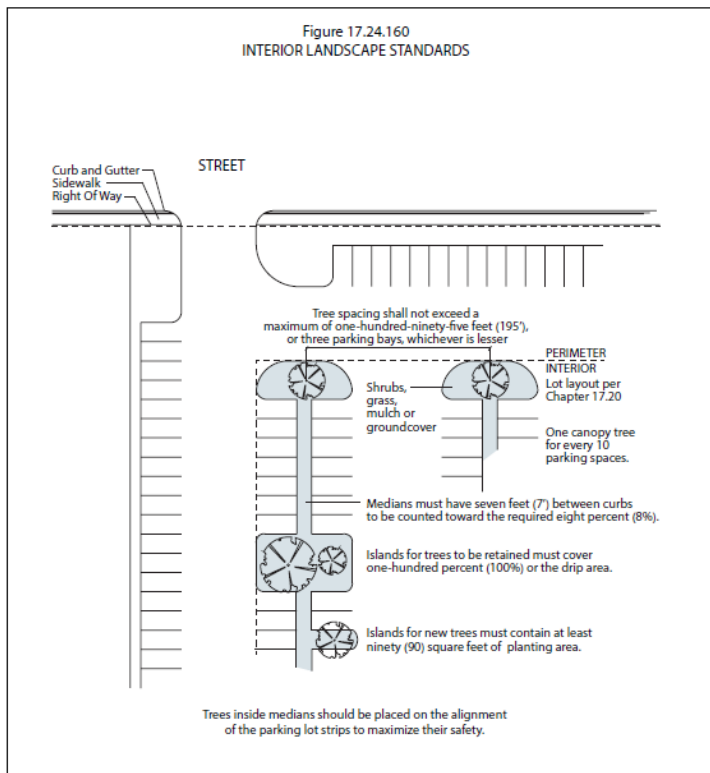 Figure 17.24.160
INTERIOR LANDSCAPE STANDARDS
STREET
Curb and Gutter
Sidewalk
Right Of Way
Tree spacing shall not exceed a
maximum of one-hundred-ninety-five feet (195'),
or three parking bays, whichever is lesser
PERIMETER
INTERIOR
Lot layout per
Chapter 17.20
Shrubs,
grass,
mulch or
groundcover
One canopy tree
for every 10
parking spaces.
Medians must have seven feet (7') between curbs
to be counted toward the required eight percent (8%).
Islands for trees to be retained must cover
one-hundred percent (100%) or the drip area.
Islands for new trees must contain at least
ninety (90) square feet of planting area.
Trees inside medians should be placed on the alignment
of the parking lot strips to maximize their safety.